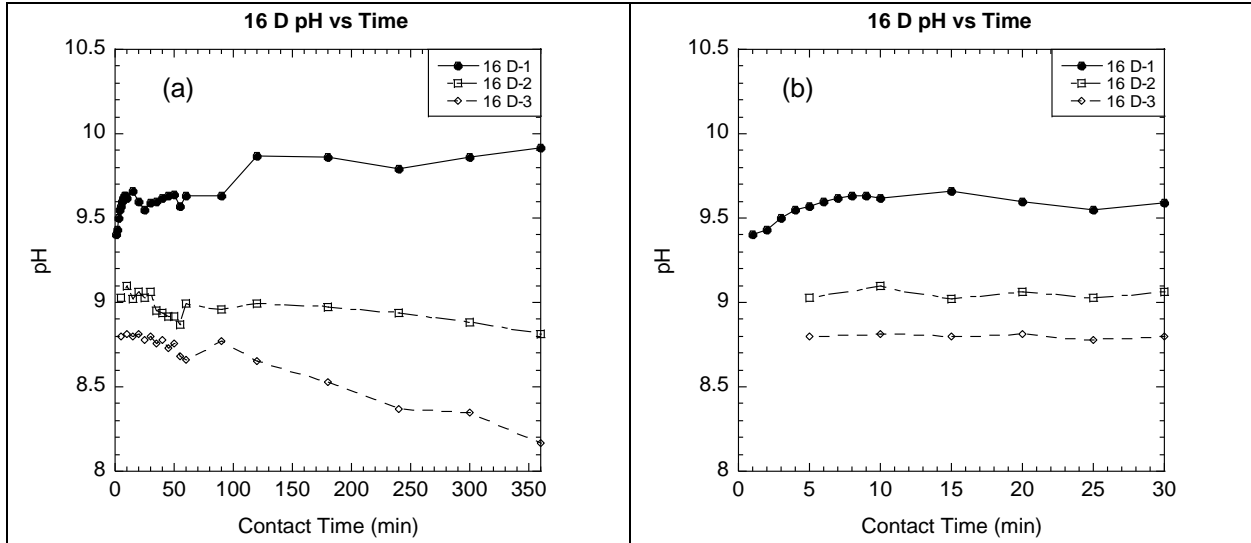 16 D pH vs Time
(a)
16 D-1
16 D-2
16 D-3
10.5
10
9.5
9
8.5
8
pH
0 50 100 150 200 250 300 350
Contact Time (min)
16 D pH vs Time
(b)
16 D-1
16 D-2
16 D-3
10.5
10
9.5
9
8.5
8
pH
0 5 10 15 20 25 30
Contact Time (min)